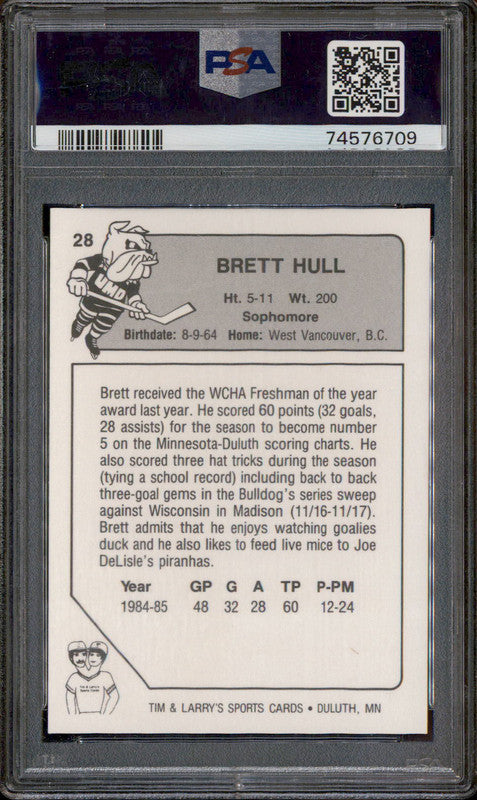 PSA
74576709
28
UMD
BRETT HULL
Ht. 5-11 Wt. 200
Sophomore
Birthdate: 8-9-64 Home: West Vancouver, B.C.
Brett received the WCHA Freshman of the year
award last year. He scored 60 points (32 goals,
28 assists) for the season to become number
5 on the Minnesota-Duluth scoring charts. He
also scored three hat tricks during the season
(tying a school record) including back to back
three-goal gems in the Bulldog's series sweep
against Wisconsin in Madison (11/16-11/17).
Brett admits that he enjoys watching goalies
duck and he also likes to feed live mice to Joe
DeLisle's piranhas.
Year GP G A TP P-PM
1984-85 48 32 28 60 12-24
Tim & Larry's
Sports Cards
TIM & LARRY'S SPORTS CARDS • DULUTH, MN